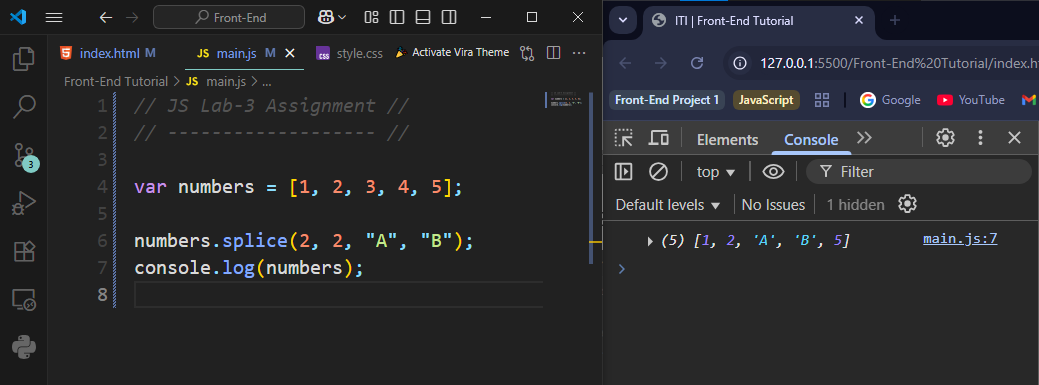 Front-End
index.html M
JS main.js M
CSS style.css
Activate Vira Theme
Front-End Tutorial > JS main.js > ...
1 // JS Lab-3 Assignment //
2 // ------------------- //
3
4 var numbers = [1, 2, 3, 4, 5];
5
6 numbers.splice(2, 2, "A", "B");
7 console.log(numbers);
8
3
ITI | Front-End Tutorial
127.0.0.1:5500/Front-End%20Tutorial/index.h
Front-End Project 1 JavaScript Google YouTube
Elements Console
top Filter
Default levels No Issues 1 hidden
(5) [1, 2, 'A', 'B', 5] main.js:7